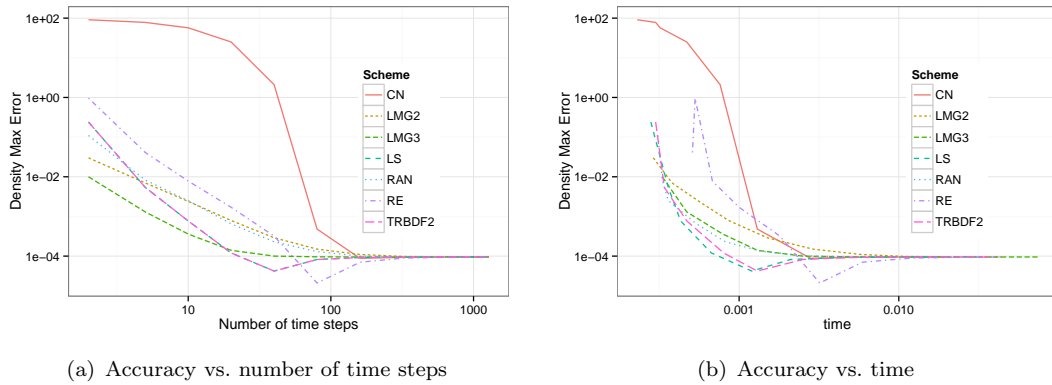 1e+02
1e+00
1e−02
1e−04
Density Max Error
10
100
1000
Number of time steps
Scheme
CN
LMG2
LMG3
LS
RAN
RE
TRBDF2
(a) Accuracy vs. number of time steps
1e+02
1e+00
1e−02
1e−04
Density Max Error
0.001
0.010
time
Scheme
CN
LMG2
LMG3
LS
RAN
RE
TRBDF2
(b) Accuracy vs. time